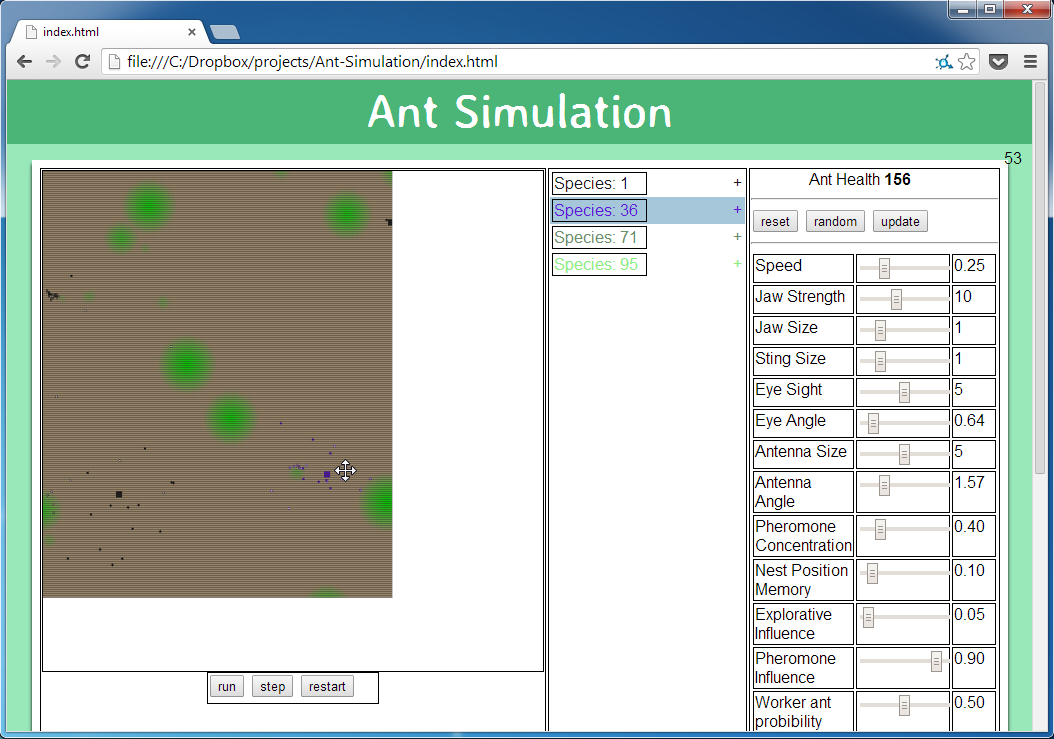 index.html
file:///C:/Dropbox/projects/Ant-Simulation/index.html
Ant Simulation
53
Species: 1 +
Species: 36 +
Species: 71 +
Species: 95 +
run step restart
Ant Health 156
reset random update
Speed 0.25
Jaw Strength 10
Jaw Size 1
Sting Size 1
Eye Sight 5
Eye Angle 0.64
Antenna Size 5
Antenna 1.57
Angle
Pheromone 0.40
Concentration
Nest Position 0.10
Memory
Explorative 0.05
Influence
Pheromone 0.90
Influence
Worker ant 0.50
probibility